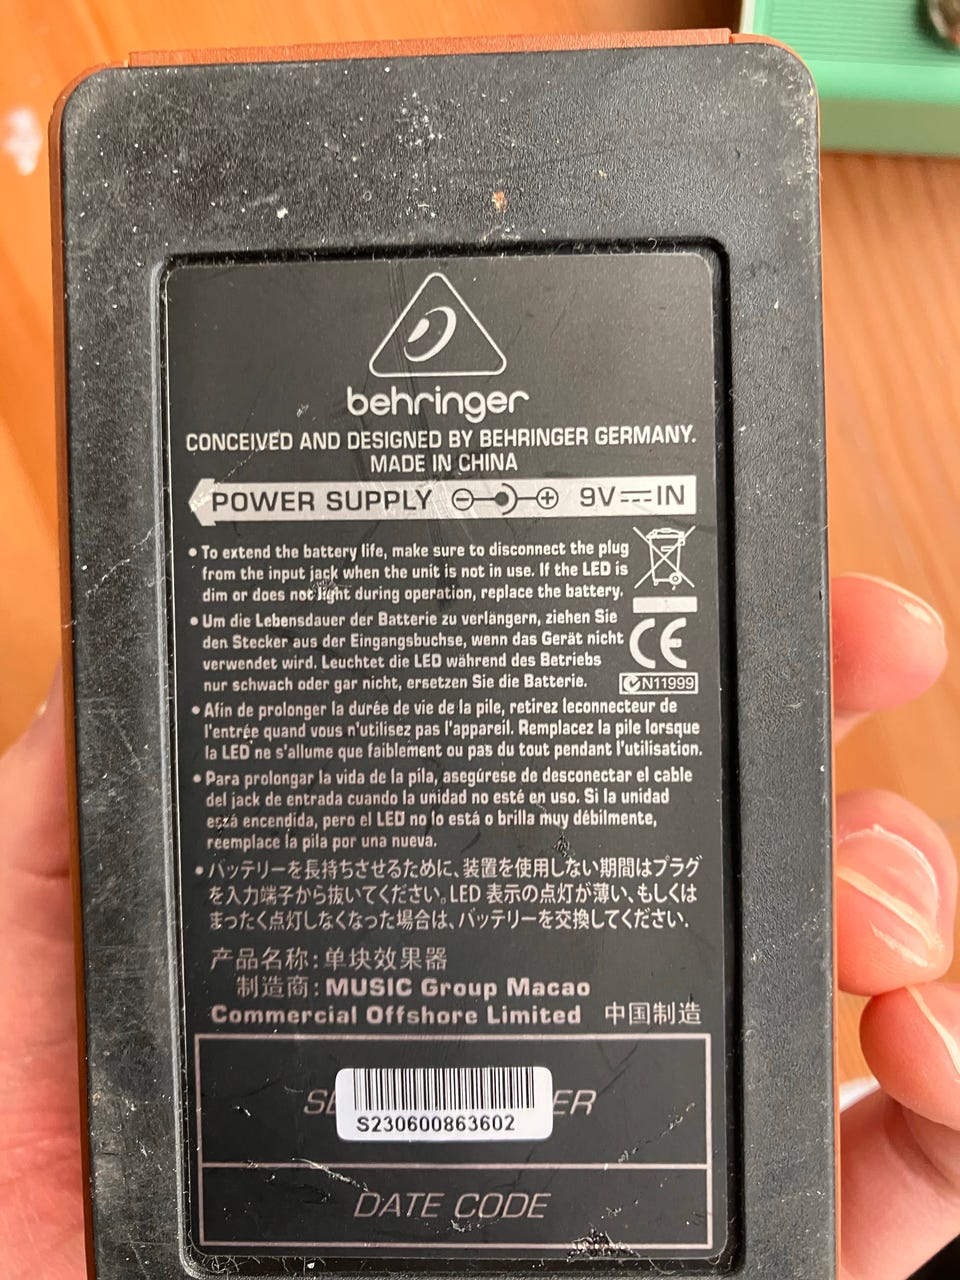 behringer
CONCEIVED AND DESIGNED BY BEHRINGER GERMANY.
MADE IN CHINA
POWER SUPPLY 9V IN
• To extend the battery life, make sure to disconnect the plug
from the input jack when the unit is not in use. If the LED is
dim or does not light during operation, replace the battery.
• Um die Lebensdauer der Batterie zu verlängern, ziehen Sie
den Stecker aus der Eingangsbuchse, wenn das Gerät nicht
verwendet wird. Leuchtet die LED während des Betriebs
nur schwach oder gar nicht, ersetzen Sie die Batterie.
CE
N11999
• Afin de prolonger la durée de vie de la pile, retirez leconnecteur de
l'entrée quand vous n'utilisez pas l'appareil. Remplacez la pile lorsque
la LED ne s'allume que faiblement ou pas du tout pendant l'utilisation.
• Para prolongar la vida de la pila, asegúrese de desconectar el cable
del jack de entrada cuando la unidad no esté en uso. Si la unidad
está encendida, pero el LED no lo está o brilla muy débilmente,
reemplace la pila por una nueva.
• バッテリーを長持ちさせるために、装置を使用しない期間はプラグ
を入力端子から抜いてください。LED 表示の点灯が薄い、もしくは
まったく点灯しなくなった場合は、バッテリーを交換してください.
产品名称: 单块效果器
制造商: MUSIC Group Macao
Commercial Offshore Limited 中国制造
S230600863602
DATE CODE